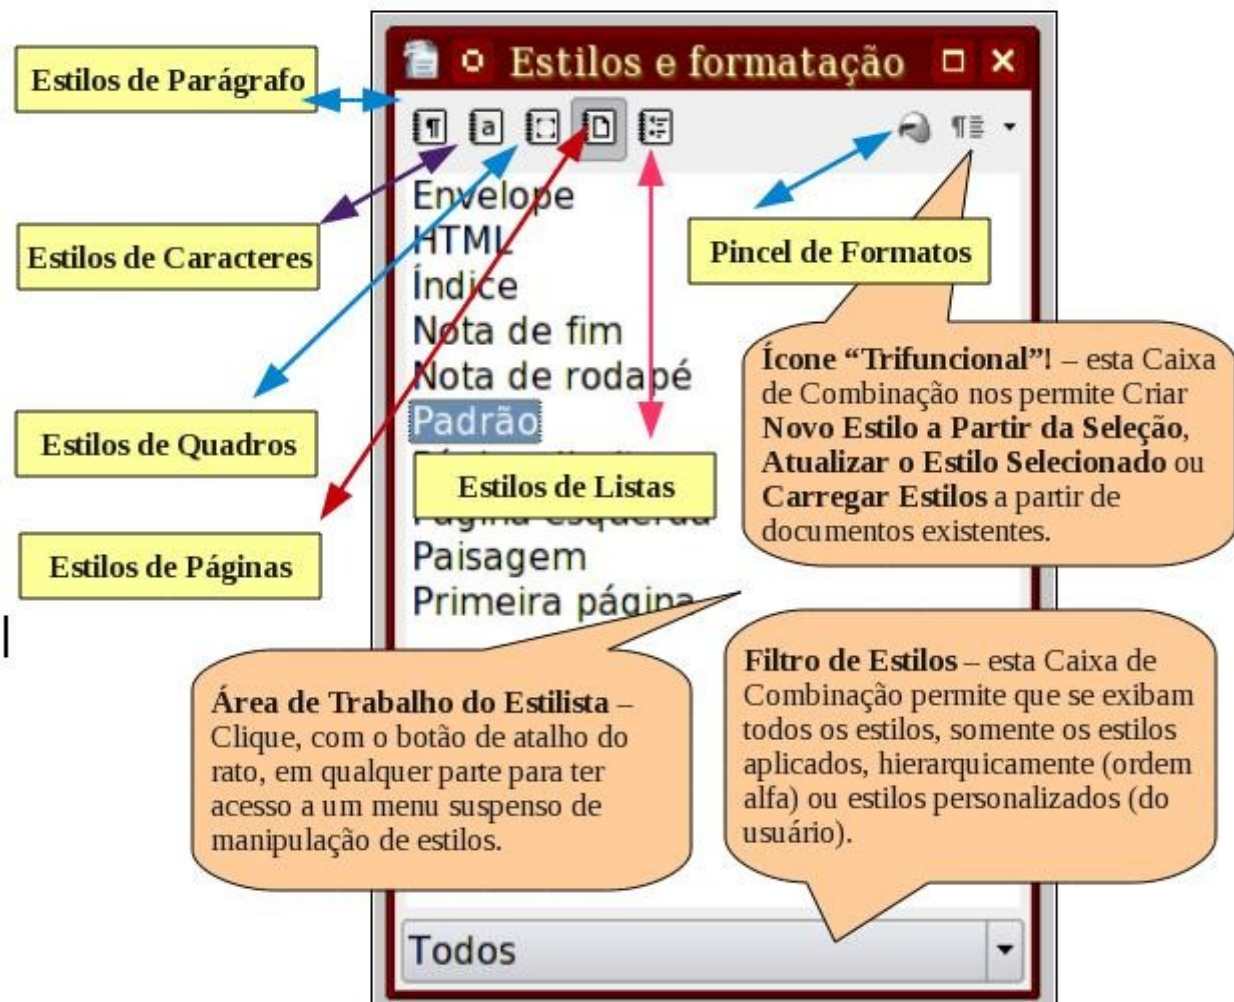 Estilos e formatação
Estilos de Parágrafo
Estilos de Caracteres
Estilos de Quadros
Estilos de Páginas
Envelope
HTML
Índice
Nota de fim
Nota de rodapé
Padrão
Estilos de Listas
Página esquerda
Paisagem
Primeira página
Pincel de Formatos
Ícone “Trifuncional”! – esta Caixa
de Combinação nos permite Criar
Novo Estilo a Partir da Seleção,
Atualizar o Estilo Selecionado ou
Carregar Estilos a partir de
documentos existentes.
Área de Trabalho do Estilista –
Clique, com o botão de atalho do
rato, em qualquer parte para ter
acesso a um menu suspenso de
manipulação de estilos.
Filtro de Estilos – esta Caixa de
Combinação permite que se exibam
todos os estilos, somente os estilos
aplicados, hierarquicamente (ordem
alfa) ou estilos personalizados (do
usuário).
Todos